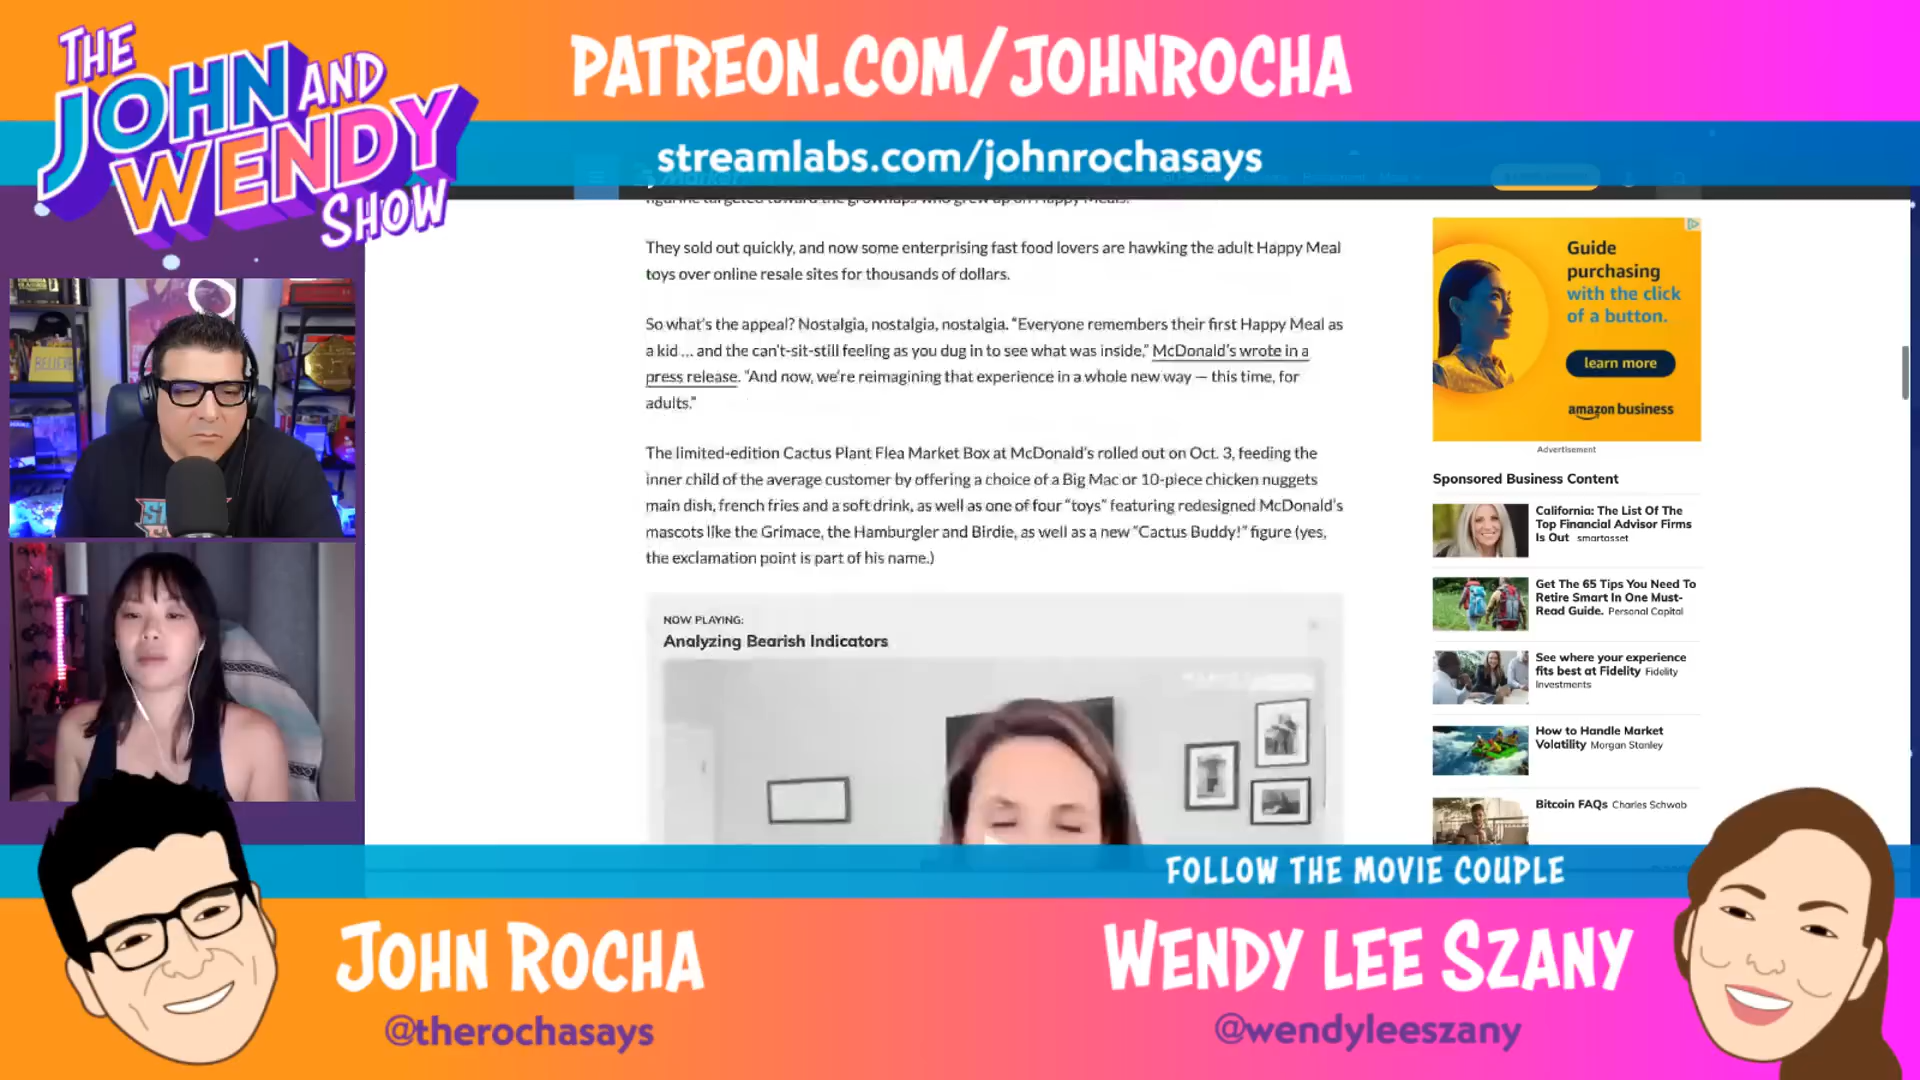 THE
JOHN AND
WENDY
SHOW
PATREON.COM/JOHNROCHA
streamlabs.com/johnrochasays
figurine targeted toward the grownups who grew up on Happy Meals.
They sold out quickly, and now some enterprising fast food lovers are hawking the adult Happy Meal
toys over online resale sites for thousands of dollars.
So what's the appeal? Nostalgia, nostalgia, nostalgia. “Everyone remembers their first Happy Meal as
a kid ... and the can't-sit-still feeling as you dug in to see what was inside,” McDonald's wrote in a
press release. “And now, we're reimagining that experience in a whole new way — this time, for
adults.”
The limited-edition Cactus Plant Flea Market Box at McDonald's rolled out on Oct. 3, feeding the
inner child of the average customer by offering a choice of a Big Mac or 10-piece chicken nuggets
main dish, french fries and a soft drink, as well as one of four “toys” featuring redesigned McDonald's
mascots like the Grimace, the Hamburgler and Birdie, as well as a new “Cactus Buddy!” figure (yes,
the exclamation point is part of his name.)
NOW PLAYING:
Analyzing Bearish Indicators
Guide
purchasing
with the click
of a button.
learn more
amazon business
Advertisement
Sponsored Business Content
California: The List Of The
Top Financial Advisor Firms
Is Out smartasset
Get The 65 Tips You Need To
Retire Smart In One Must-
Read Guide. Personal Capital
See where your experience
fits best at Fidelity Fidelity
Investments
How to Handle Market
Volatility Morgan Stanley
Bitcoin FAQs Charles Schwab
BELIEVE
FOLLOW THE MOVIE COUPLE
JOHN ROCHA
@therochasays
WENDY LEE SZANY
@wendyleeszany